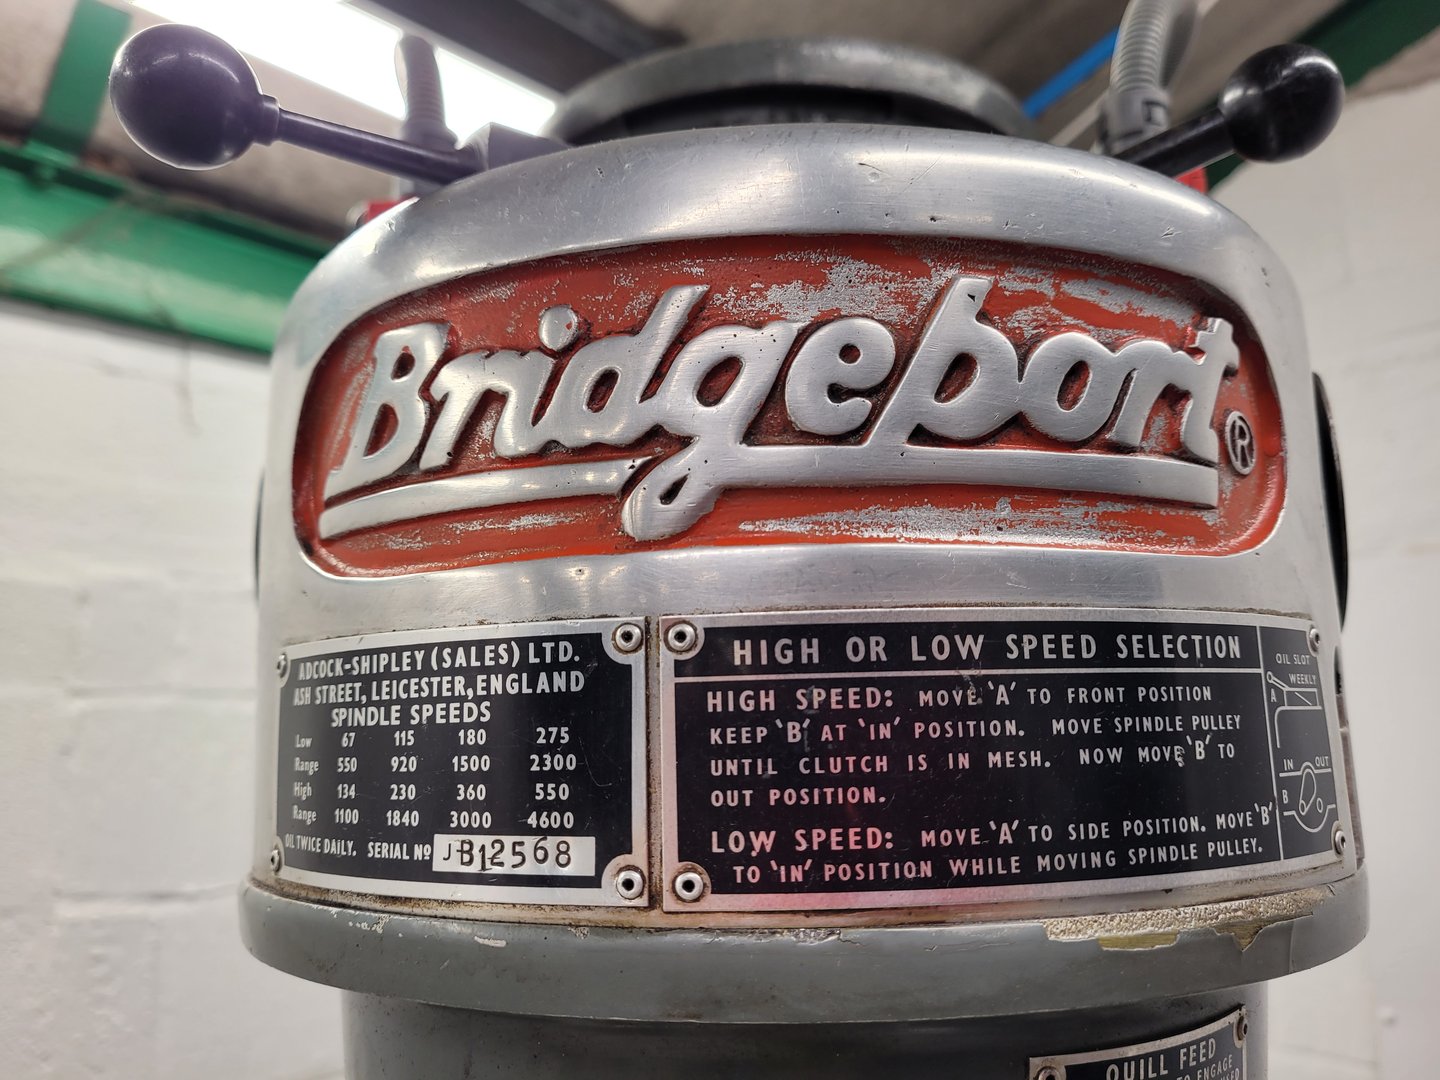 Bridgeport®
ADCOCK-SHIPLEY (SALES) LTD.
ASH STREET, LEICESTER, ENGLAND
SPINDLE SPEEDS
Low 67 115 180 275
Range 550 920 1500 2300
High 134 230 360 550
Range 1100 1840 3000 4600
OIL TWICE DAILY. SERIAL Nº JB12568
HIGH OR LOW SPEED SELECTION
HIGH SPEED: MOVE 'A' TO FRONT POSITION
KEEP 'B' AT 'IN' POSITION. MOVE SPINDLE PULLEY
UNTIL CLUTCH IS IN MESH. NOW MOVE 'B' TO
OUT POSITION.
LOW SPEED: MOVE 'A' TO SIDE POSITION. MOVE 'B'
TO 'IN' POSITION WHILE MOVING SPINDLE PULLEY.
OIL SLOT
WEEKLY
A
IN OUT
B
QUILL FEED
TO ENGAGE